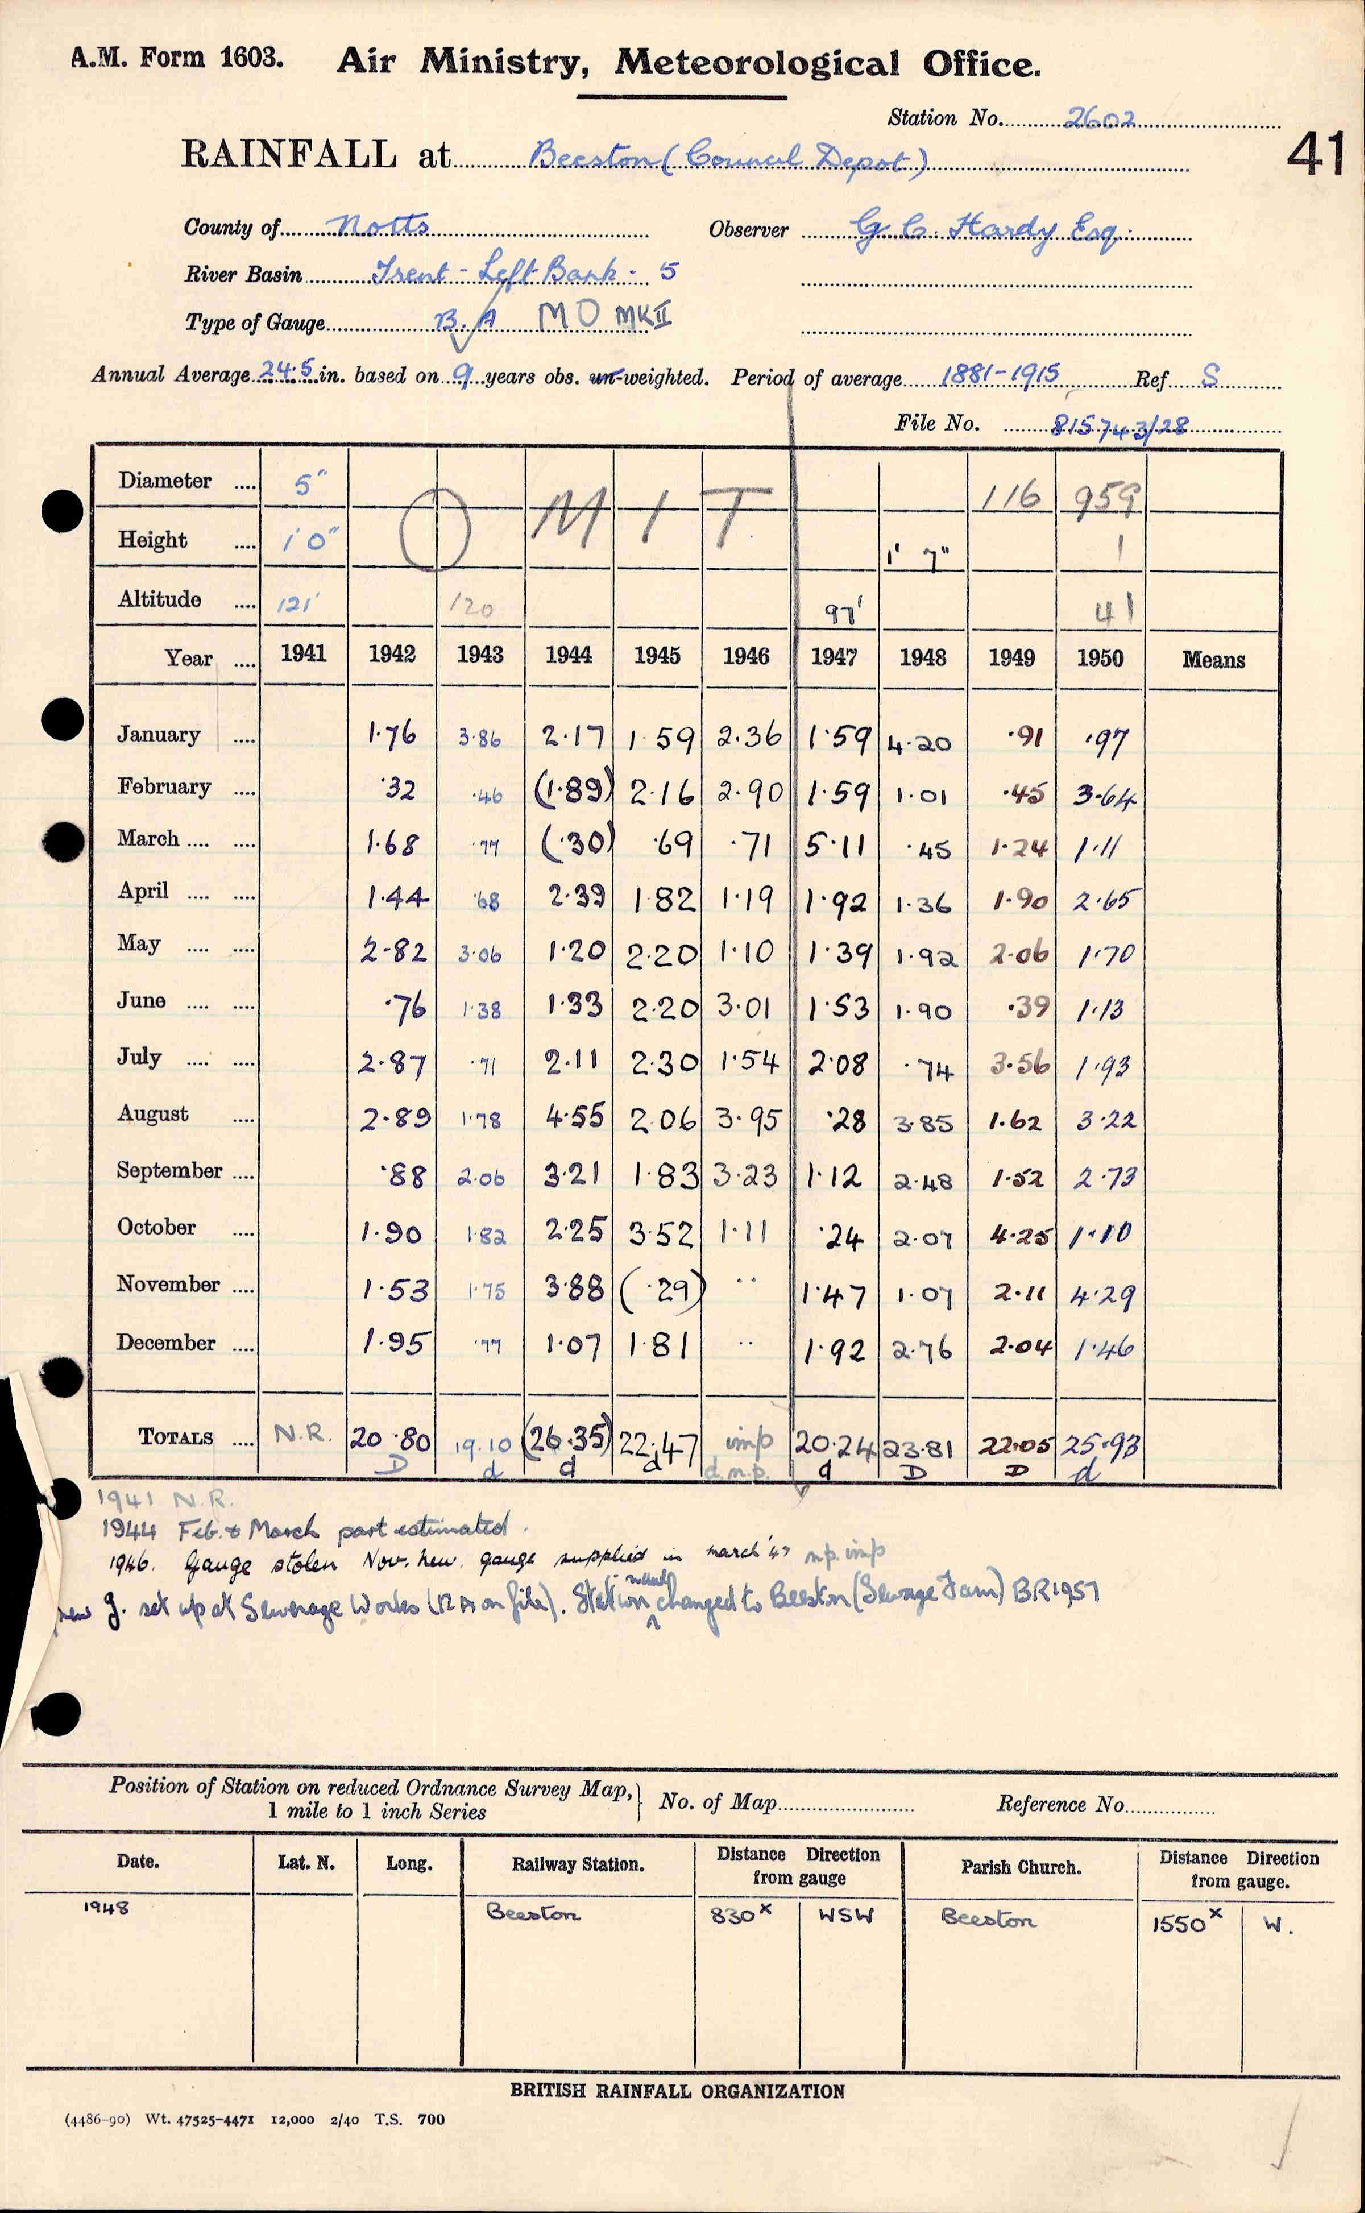 A.M. Form 1603. Air Ministry, Meteorological Office.
Station No. 2602
41
RAINFALL at Beeston (Council Depot)
County of Notts Observer G C Hardy Esq.
River Basin Trent - Left Bank - 5
Type of Gauge B.A MO MK II
Annual Average 24.5 in. based on 9 years obs. un-weighted. Period of average 1881-1915 Ref S
File No. 815743/28
Diameter .... 5" 116 959
OMIT
Height .... 1' 0" 1' 7" 1
Altitude .... 121' 120 97' 41
Year .... 1941 1942 1943 1944 1945 1946 1947 1948 1949 1950 Means
January .... 1.76 3.86 2.17 1.59 2.36 1.59 4.20 .91 .97
February .... .32 .46 (1.89) 2.16 2.90 1.59 1.01 .45 3.64
March .... .... 1.68 .77 (.30) .69 .71 5.11 .45 1.24 1.11
April .... .... 1.44 .68 2.39 1.82 1.19 1.92 1.36 1.90 2.65
May .... .... 2.82 3.06 1.20 2.20 1.10 1.39 1.92 2.06 1.70
June .... .... .76 1.38 1.33 2.20 3.01 1.53 1.90 .39 1.13
July .... .... 2.87 .71 2.11 2.30 1.54 2.08 .74 3.56 1.93
August .... 2.89 1.78 4.55 2.06 3.95 .28 3.85 1.62 3.22
September .... .88 2.06 3.21 1.83 3.23 1.12 2.48 1.52 2.73
October .... 1.90 1.82 2.25 3.52 1.11 .24 2.07 4.25 1.10
November .... 1.53 1.75 3.88 (.29) .. 1.47 1.07 2.11 4.29
December .... 1.95 .77 1.07 1.81 .. 1.92 2.76 2.04 1.46
TOTALS .... N.R. 20.80 19.10 (26.35) 22.47 imp 20.24 23.81 22.05 25.93
D d d d d.n.p. d D D d
1941 N.R.
1944 Feb. & March part estimated.
1946. Gauge stolen Nov. new gauge supplied in march '47 n.p. imp
new g. set up at Sewerage Works (12 on file). Station changed to Beeston (Sewage Farm) BR1957
Position of Station on reduced Ordnance Survey Map, 1 mile to 1 inch Series } No. of Map Reference No.
Date. Lat. N. Long. Railway Station. Distance Direction from gauge Parish Church. Distance Direction from gauge.
1948 Beeston 830x WSW Beeston 1550x W.
BRITISH RAINFALL ORGANIZATION
(4486-90) Wt. 47525-4471 12,000 2/40 T.S. 700